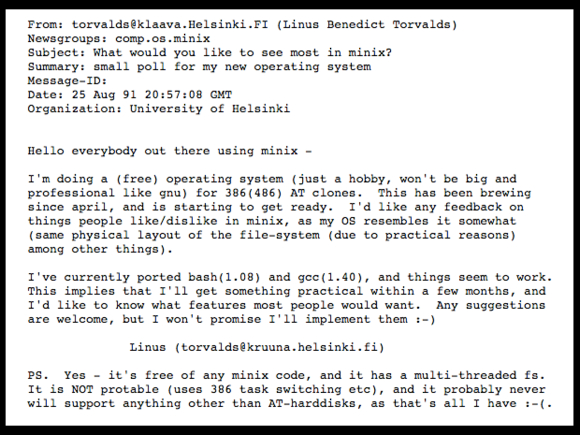 From: torvalds@klaava.Helsinki.FI (Linus Benedict Torvalds)
Newsgroups: comp.os.minix
Subject: What would you like to see most in minix?
Summary: small poll for my new operating system
Message-ID:
Date: 25 Aug 91 20:57:08 GMT
Organization: University of Helsinki
Hello everybody out there using minix -
I'm doing a (free) operating system (just a hobby, won't be big and
professional like gnu) for 386(486) AT clones.  This has been brewing
since april, and is starting to get ready.  I'd like any feedback on
things people like/dislike in minix, as my OS resembles it somewhat
(same physical layout of the file-system (due to practical reasons)
among other things).
I've currently ported bash(1.08) and gcc(1.40), and things seem to work.
This implies that I'll get something practical within a few months, and
I'd like to know what features most people would want.  Any suggestions
are welcome, but I won't promise I'll implement them :-)
Linus (torvalds@kruuna.helsinki.fi)
PS.  Yes - it's free of any minix code, and it has a multi-threaded fs.
It is NOT protable (uses 386 task switching etc), and it probably never
will support anything other than AT-harddisks, as that's all I have :-(.